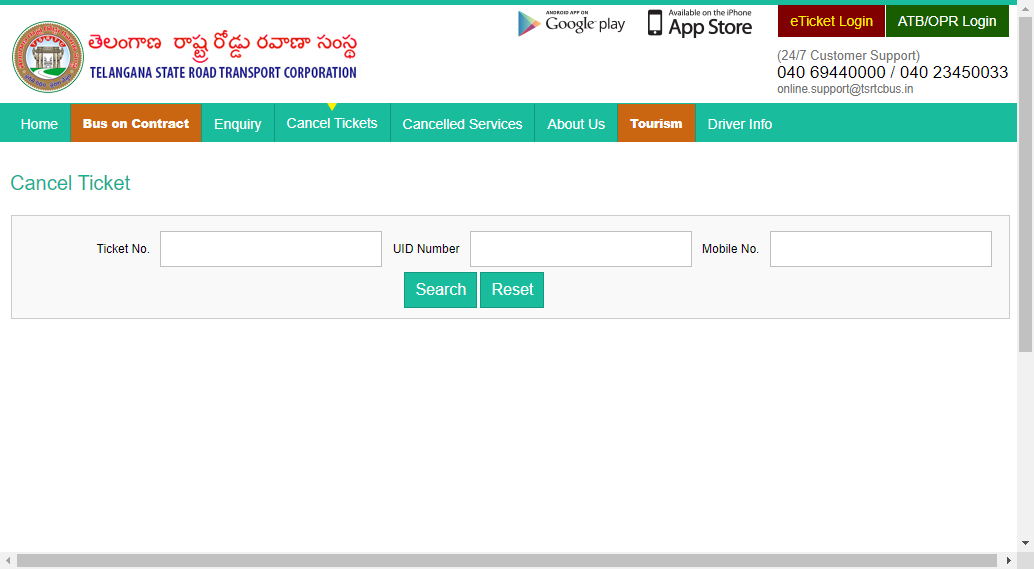 తెలంగాణ రాష్ట్ర రోడ్డు రవాణా సంస్థ
TELANGANA STATE ROAD TRANSPORT CORPORATION
ANDROID APP ON
Google play
Available on the iPhone
App Store
eTicket Login
ATB/OPR Login
(24/7 Customer Support)
040 69440000 / 040 23450033
online.support@tsrtcbus.in
Home
Bus on Contract
Enquiry
Cancel Tickets
Cancelled Services
About Us
Tourism
Driver Info
Cancel Ticket
Ticket No.
UID Number
Mobile No.
Search
Reset